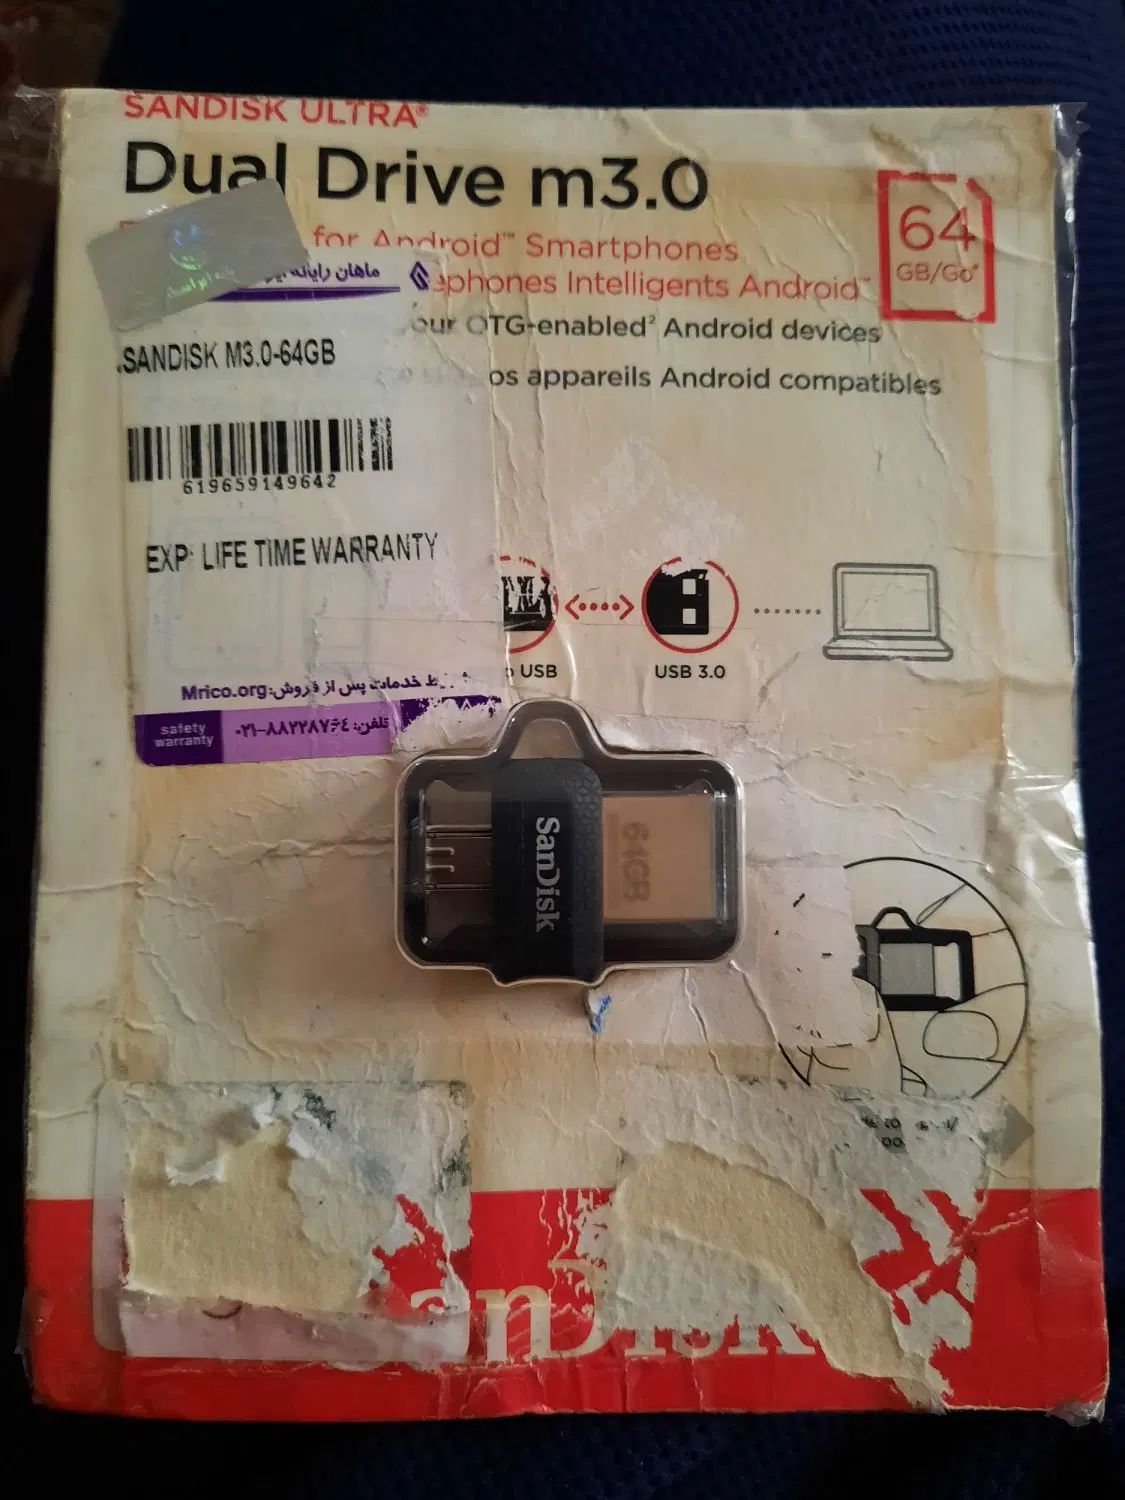 SANDISK ULTRA®
Dual Drive m3.0
for Android™ Smartphones
ماهان رایانه
ephones Intelligents Android™
64
GB/Go*
our OTG-enabled² Android devices
os appareils Android compatibles
SANDISK M3.0-64GB
619659149642
EXP: LIFE TIME WARRANTY
USB
USB 3.0
خدمات پس از فروش: Mrico.org
safety
warranty
تلفن:
SanDisk
64GB